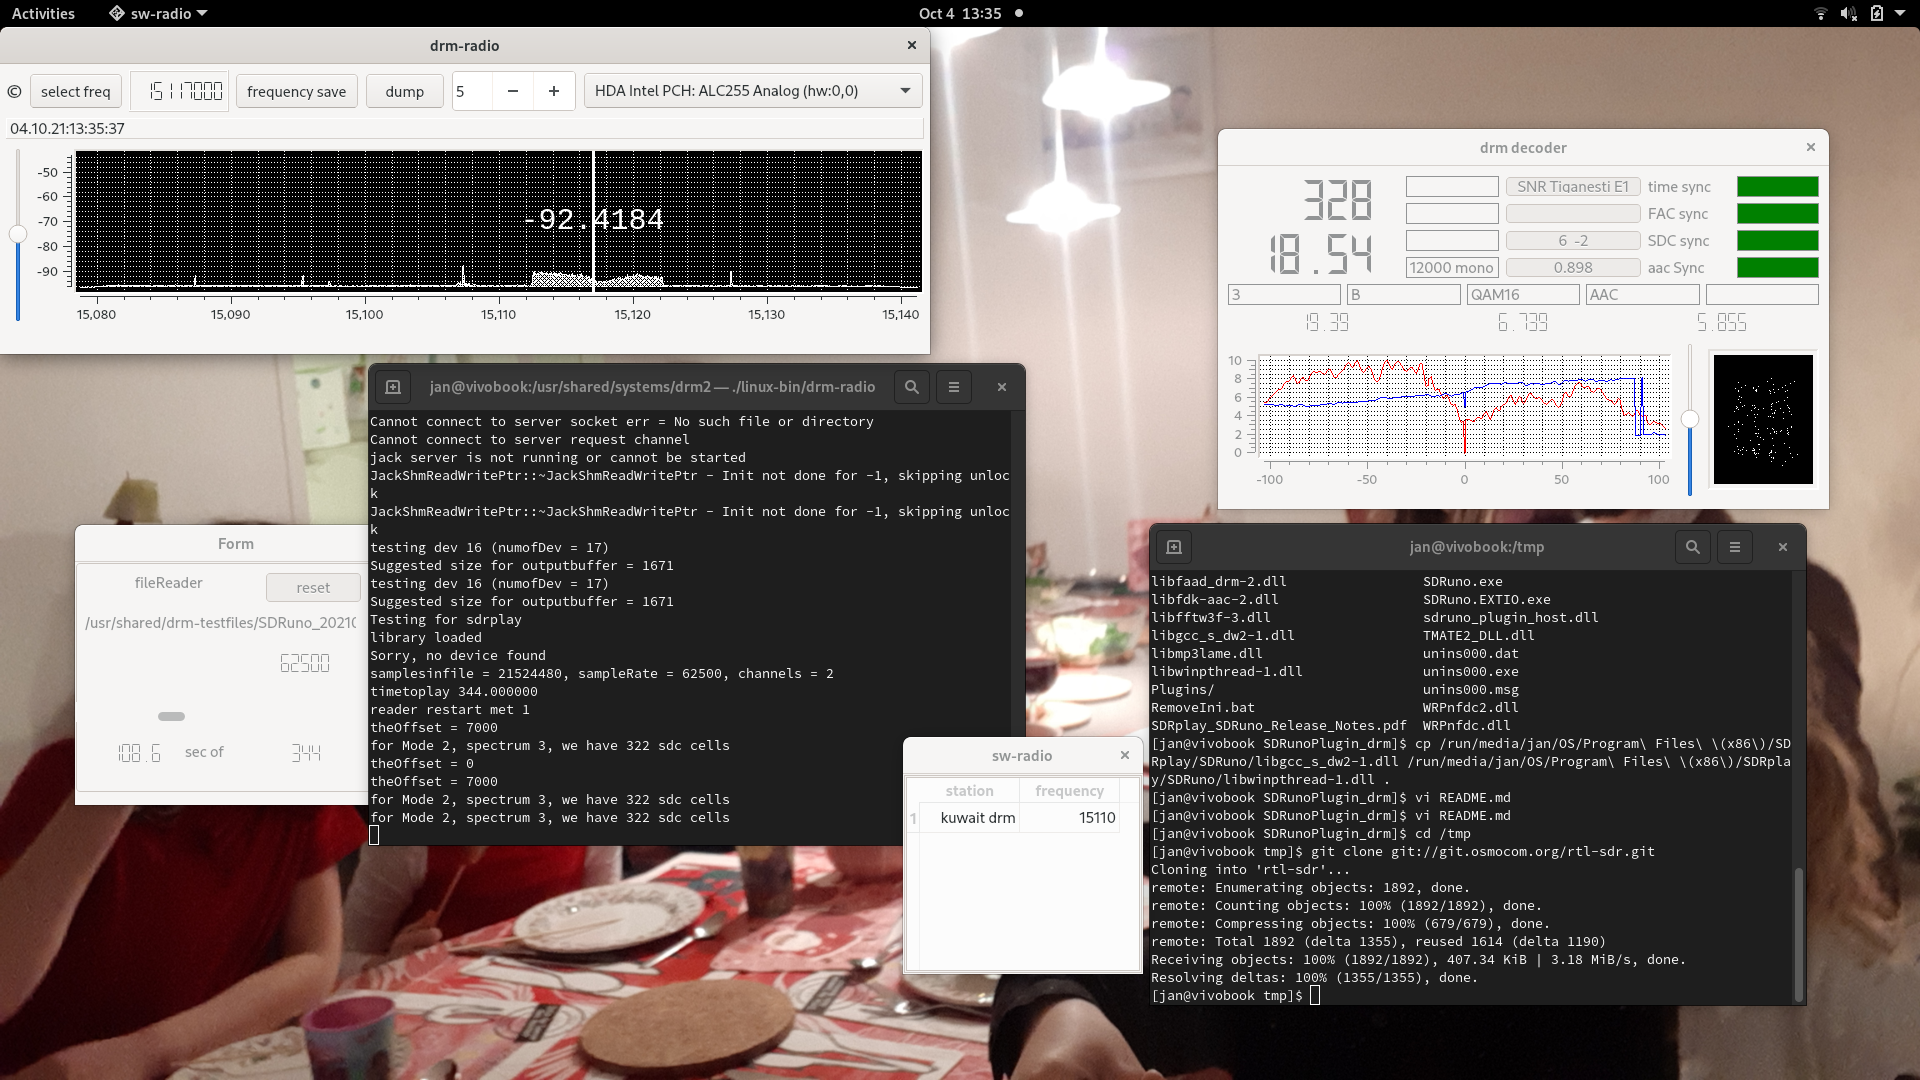 Activities
sw-radio
Oct 4 13:35
drm-radio
© select freq 15117000 frequency save dump 5 − + HDA Intel PCH: ALC255 Analog (hw:0,0)
04.10.21:13:35:37
-50
-60
-70
-80
-90
-92.4184
15,080 15,090 15,100 15,110 15,120 15,130 15,140
drm decoder
328 SNR Tiganesti E1 time sync
FAC sync
18.54 6 -2 SDC sync
12000 mono 0.898 aac Sync
3 B QAM16 AAC
19.39 6.739 5.855
10
8
6
4
2
0
-100 -50 0 50 100
jan@vivobook:/usr/shared/systems/drm2 — ./linux-bin/drm-radio
Cannot connect to server socket err = No such file or directory
Cannot connect to server request channel
jack server is not running or cannot be started
JackShmReadWritePtr::~JackShmReadWritePtr - Init not done for -1, skipping unloc
k
JackShmReadWritePtr::~JackShmReadWritePtr - Init not done for -1, skipping unloc
k
testing dev 16 (numofDev = 17)
Suggested size for outputbuffer = 1671
testing dev 16 (numofDev = 17)
Suggested size for outputbuffer = 1671
Testing for sdrplay
library loaded
Sorry, no device found
samplesinfile = 21524480, sampleRate = 62500, channels = 2
timetoplay 344.000000
reader restart met 1
theOffset = 7000
for Mode 2, spectrum 3, we have 322 sdc cells
theOffset = 0
theOffset = 7000
for Mode 2, spectrum 3, we have 322 sdc cells
for Mode 2, spectrum 3, we have 322 sdc cells
Form
fileReader reset
/usr/shared/drm-testfiles/SDRuno_2021
62500
108.6 sec of 344
sw-radio
station frequency
1 kuwait drm 15110
jan@vivobook:/tmp
libfaad_drm-2.dll SDRuno.exe
libfdk-aac-2.dll SDRuno.EXTIO.exe
libfftw3f-3.dll sdruno_plugin_host.dll
libgcc_s_dw2-1.dll TMATE2_DLL.dll
libmp3lame.dll unins000.dat
libwinpthread-1.dll unins000.exe
Plugins/ unins000.msg
RemoveIni.bat WRPnfdc2.dll
SDRplay_SDRuno_Release_Notes.pdf WRPnfdc.dll
[jan@vivobook SDRunoPlugin_drm]$ cp /run/media/jan/OS/Program\ Files\ \(x86\)/SD
Rplay/SDRuno/libgcc_s_dw2-1.dll /run/media/jan/OS/Program\ Files\ \(x86\)/SDRpla
y/SDRuno/libwinpthread-1.dll .
[jan@vivobook SDRunoPlugin_drm]$ vi README.md
[jan@vivobook SDRunoPlugin_drm]$ vi README.md
[jan@vivobook SDRunoPlugin_drm]$ cd /tmp
[jan@vivobook tmp]$ git clone git://git.osmocom.org/rtl-sdr.git
Cloning into 'rtl-sdr'...
remote: Enumerating objects: 1892, done.
remote: Counting objects: 100% (1892/1892), done.
remote: Compressing objects: 100% (679/679), done.
remote: Total 1892 (delta 1355), reused 1614 (delta 1190)
Receiving objects: 100% (1892/1892), 407.34 KiB | 3.18 MiB/s, done.
Resolving deltas: 100% (1355/1355), done.
[jan@vivobook tmp]$